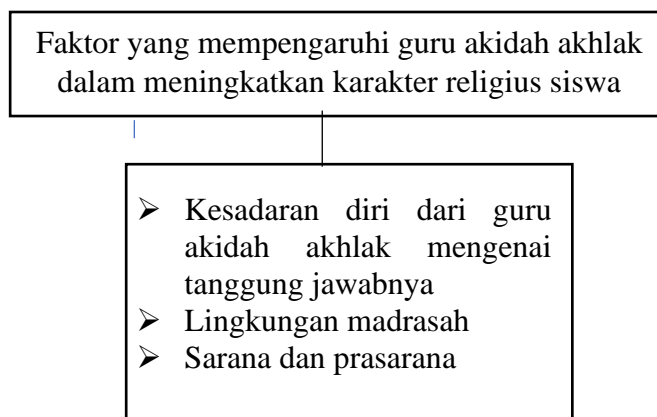 Faktor yang mempengaruhi guru akidah akhlak
dalam meningkatkan karakter religius siswa
➢ Kesadaran diri dari guru
akidah akhlak mengenai
tanggung jawabnya
➢ Lingkungan madrasah
➢ Sarana dan prasarana